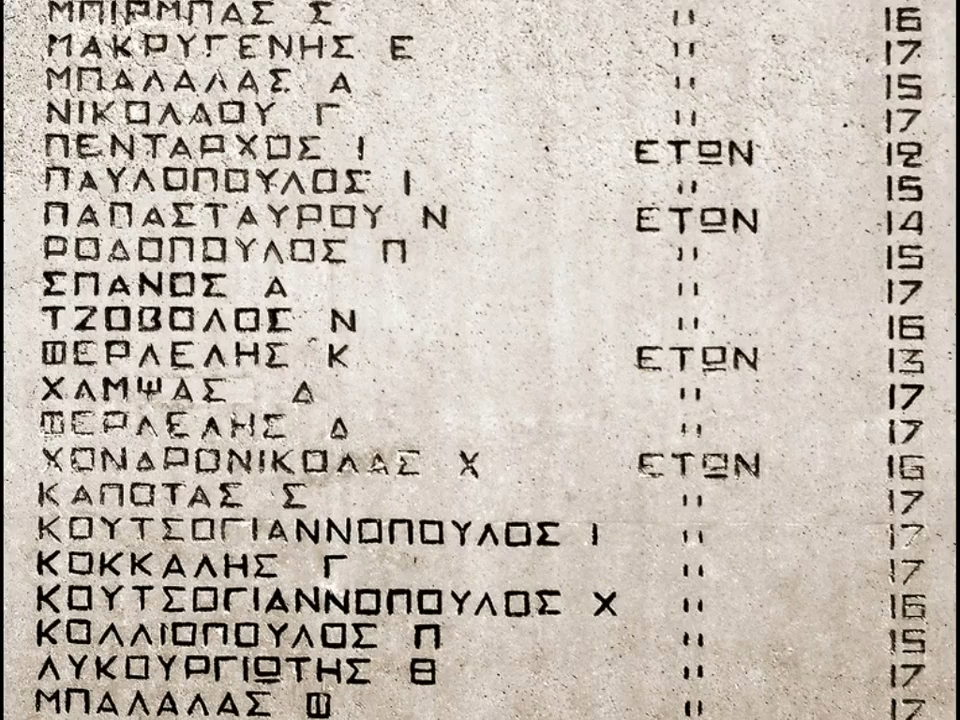 ΜΠΙΡΜΠΑΣ Σ " 16
ΜΑΚΡΥΓΕΝΗΣ Ε " 17
ΜΠΑΛΑΛΑΣ Α " 15
ΝΙΚΟΛΑΟΥ Γ " 17
ΠΕΝΤΑΡΧΟΣ Ι ΕΤΩΝ 12
ΠΑΥΛΟΠΟΥΛΟΣ Ι " 15
ΠΑΠΑΣΤΑΥΡΟΥ Ν ΕΤΩΝ 14
ΡΟΔΟΠΟΥΛΟΣ Π " 15
ΣΠΑΝΟΣ Α " 17
ΤΖΟΒΟΛΟΣ Ν " 16
ΦΕΡΛΕΛΗΣ Κ ΕΤΩΝ 13
ΧΑΜΨΑΣ Δ " 17
ΦΕΡΛΕΛΗΣ Δ " 17
ΧΟΝΔΡΟΝΙΚΟΛΑΣ Χ ΕΤΩΝ 16
ΚΑΠΟΤΑΣ Σ " 17
ΚΟΥΤΣΟΓΙΑΝΝΟΠΟΥΛΟΣ Ι " 17
ΚΟΚΚΑΛΗΣ Γ " 17
ΚΟΥΤΣΟΓΙΑΝΝΟΠΟΥΛΟΣ Χ " 16
ΚΟΛΛΙΟΠΟΥΛΟΣ Π " 15
ΛΥΚΟΥΡΓΙΩΤΗΣ Θ " 17
ΜΠΑΛΑΛΑΣ Φ " 17